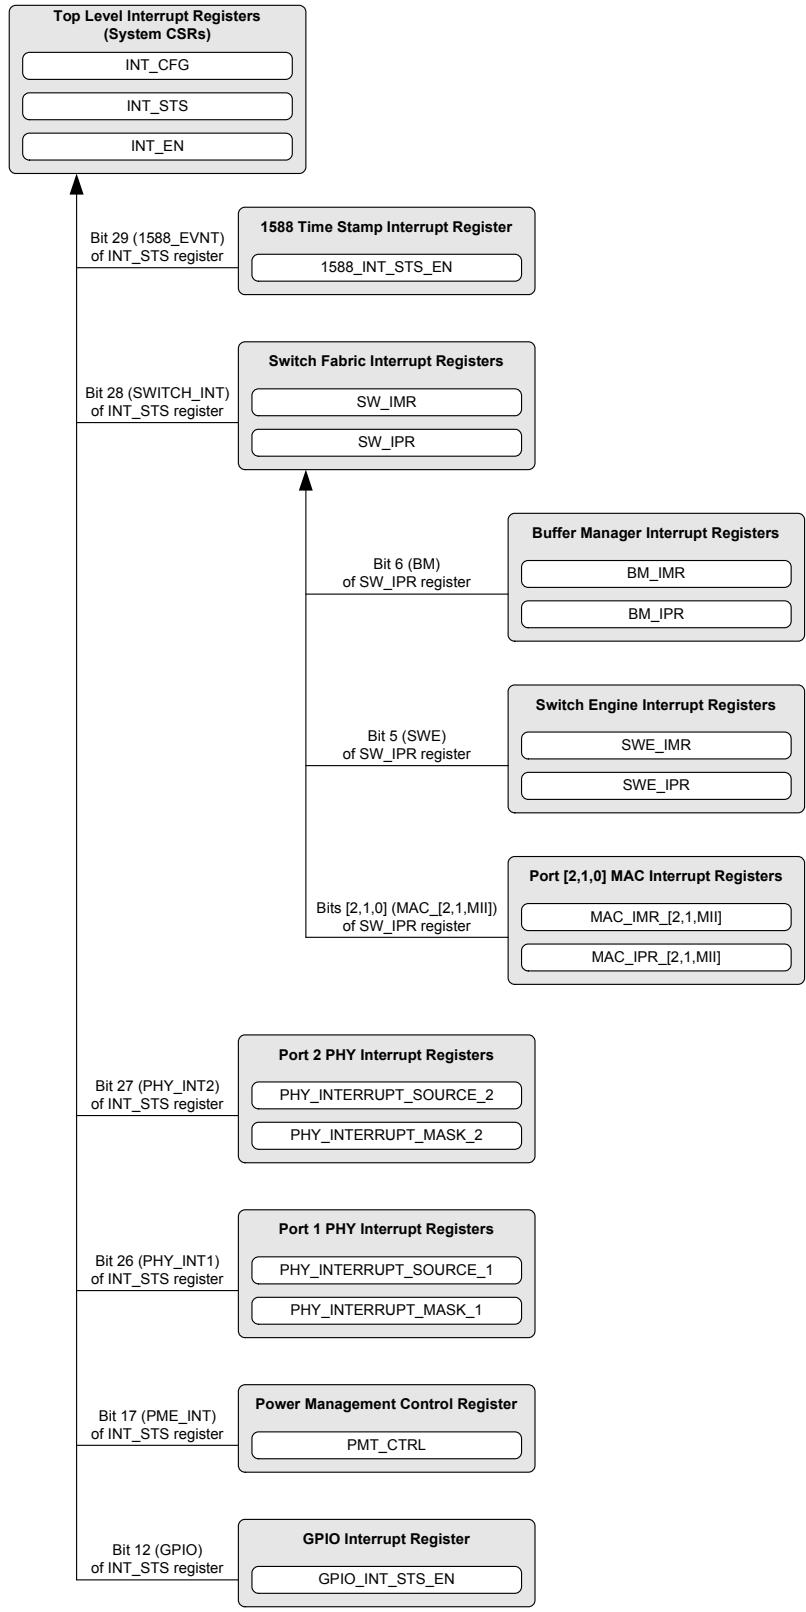 Top Level Interrupt Registers
(System CSRs)
INT_CFG
INT_STS
INT_EN
Bit 29 (1588_EVNT)
of INT_STS register
1588 Time Stamp Interrupt Register
1588_INT_STS_EN
Bit 28 (SWITCH_INT)
of INT_STS register
Switch Fabric Interrupt Registers
SW_IMR
SW_IPR
Bit 6 (BM)
of SW_IPR register
Buffer Manager Interrupt Registers
BM_IMR
BM_IPR
Bit 5 (SWE)
of SW_IPR register
Switch Engine Interrupt Registers
SWE_IMR
SWE_IPR
Bits [2,1,0] (MAC_[2,1,MII])
of SW_IPR register
Port [2,1,0] MAC Interrupt Registers
MAC_IMR_[2,1,MII]
MAC_IPR_[2,1,MII]
Bit 27 (PHY_INT2)
of INT_STS register
Port 2 PHY Interrupt Registers
PHY_INTERRUPT_SOURCE_2
PHY_INTERRUPT_MASK_2
Bit 26 (PHY_INT1)
of INT_STS register
Port 1 PHY Interrupt Registers
PHY_INTERRUPT_SOURCE_1
PHY_INTERRUPT_MASK_1
Bit 17 (PME_INT)
of INT_STS register
Power Management Control Register
PMT_CTRL
Bit 12 (GPIO)
of INT_STS register
GPIO Interrupt Register
GPIO_INT_STS_EN